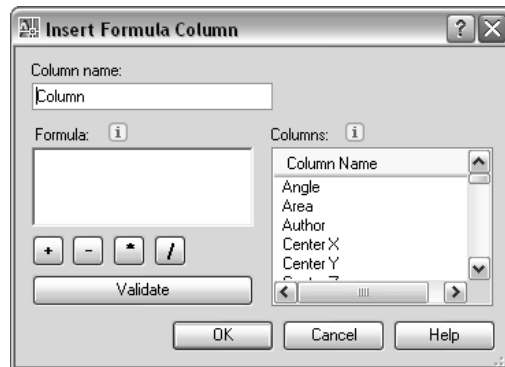 Insert Formula Column
Column name:
Column
Formula:
Columns:
Column Name
Angle
Area
Author
Center X
Center Y
Center Z
+ - * /
Validate
OK Cancel Help